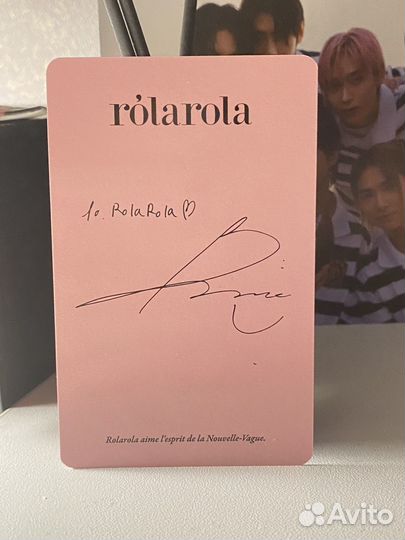 rólarola
To. RolaRola♡
Rolarola aime l'esprit de la Nouvelle-Vague.
Avito